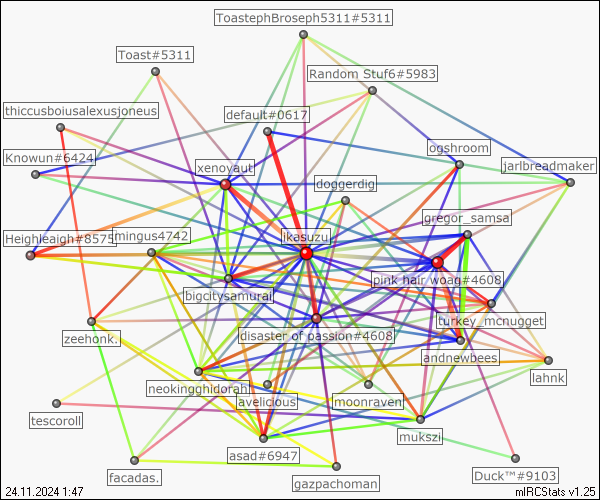 ToastephBroseph5311#5311
Toast#5311
Random Stuf6#5983
thiccusboiusalexusjoneus
default#0617
ogshroom
Knowun#6424
xenoyaut
jarlbreadmaker
doggerdig
gregor_samsa
Heighleaigh#8575
mingus4742
ikasuzu
pink hair woag#4608
bigcitysamurai
turkey_mcnugget
zeehonk.
disaster of passion#4608
andnewbees
lahnk
neokingghidorah
avelicious
moonraven
tescoroll
mukszi
asad#6947
facadas.
gazpachoman
Duck™#9103
24.11.2024 1:47
mIRCStats v1.25